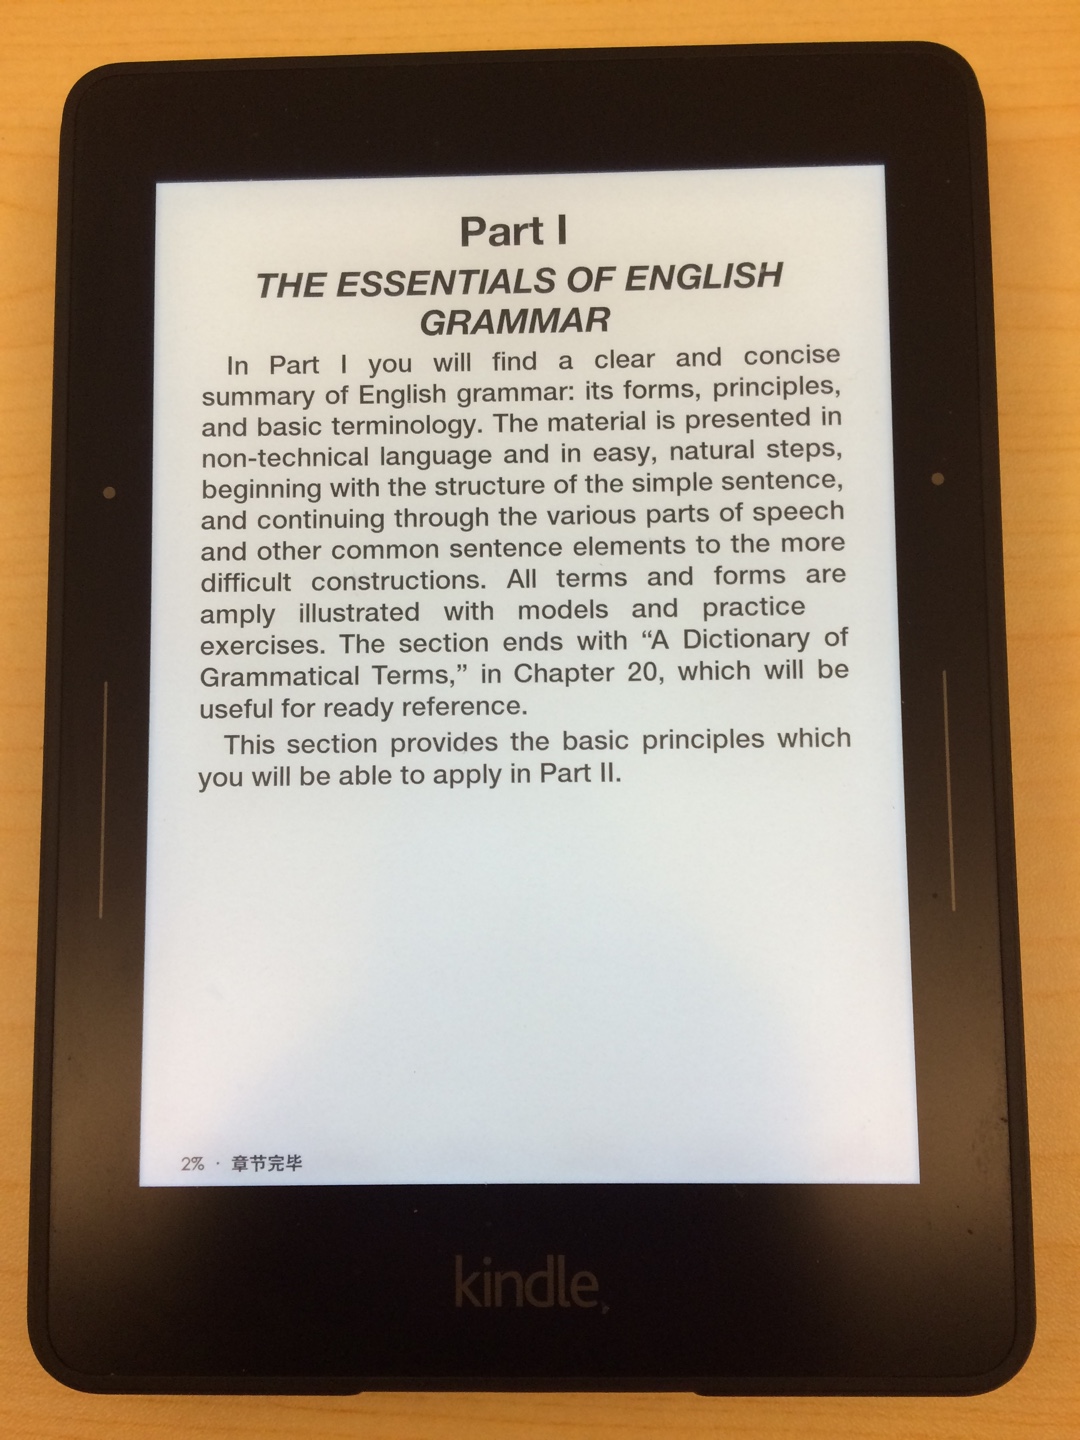 Part I
THE ESSENTIALS OF ENGLISH
GRAMMAR
In Part I you will find a clear and concise
summary of English grammar: its forms, principles,
and basic terminology. The material is presented in
non-technical language and in easy, natural steps,
beginning with the structure of the simple sentence,
and continuing through the various parts of speech
and other common sentence elements to the more
difficult constructions. All terms and forms are
amply illustrated with models and practice
exercises. The section ends with “A Dictionary of
Grammatical Terms,” in Chapter 20, which will be
useful for ready reference.
This section provides the basic principles which
you will be able to apply in Part II.
2% · 章节完毕
kindle